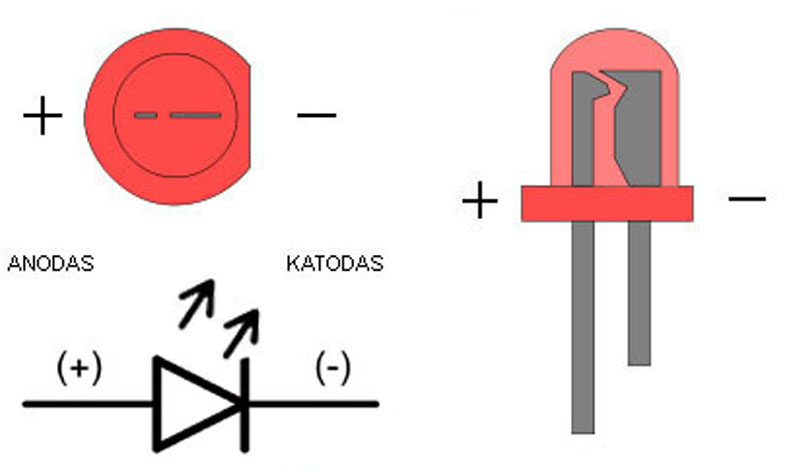 + −
+ −
ANODAS KATODAS
(+) (-)